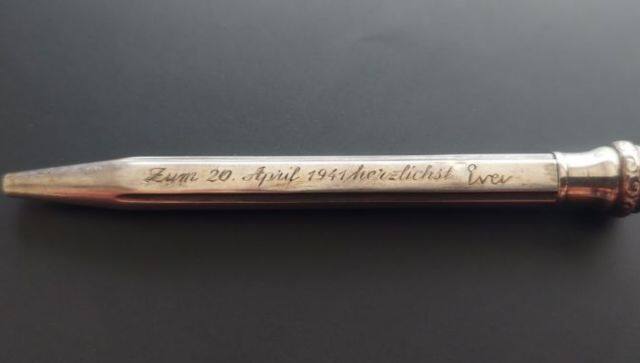 Zum 20. April 1941 herzlichst Eva